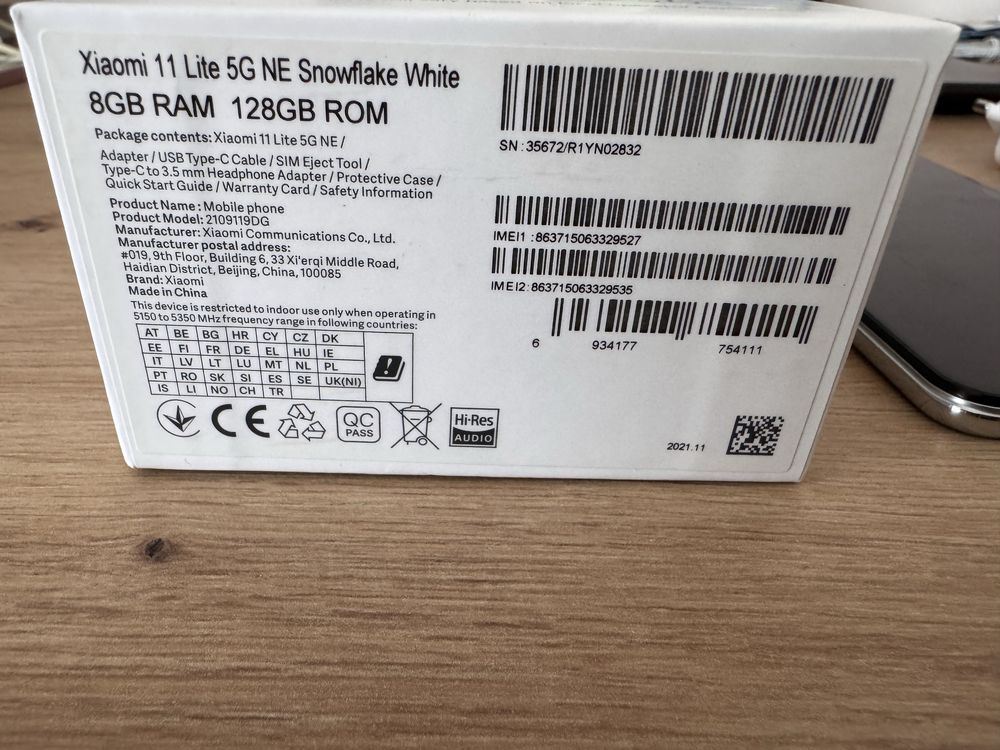 Xiaomi 11 Lite 5G NE Snowflake White
8GB RAM 128GB ROM
Package contents: Xiaomi 11 Lite 5G NE /
Adapter / USB Type-C Cable / SIM Eject Tool /
Type-C to 3.5 mm Headphone Adapter / Protective Case /
Quick Start Guide / Warranty Card / Safety Information
Product Name: Mobile phone
Product Model: 2109119DG
Manufacturer: Xiaomi Communications Co., Ltd.
Manufacturer postal address:
#019, 9th Floor, Building 6, 33 Xi'erqi Middle Road,
Haidian District, Beijing, China, 100085
Brand: Xiaomi
Made in China
This device is restricted to indoor use only when operating in
5150 to 5350 MHz frequency range in following countries:
AT BE BG HR CY CZ DK
EE FI FR DE EL HU IE
IT LV LT LU MT NL PL
PT RO SK SI ES SE UK(NI)
IS LI NO CH TR
CE
QC
PASS
Hi-Res
AUDIO
SN: 35672/R1YN02832
IMEI1: 863715063329527
IMEI2: 863715063329535
6 934177 754111
2021.11